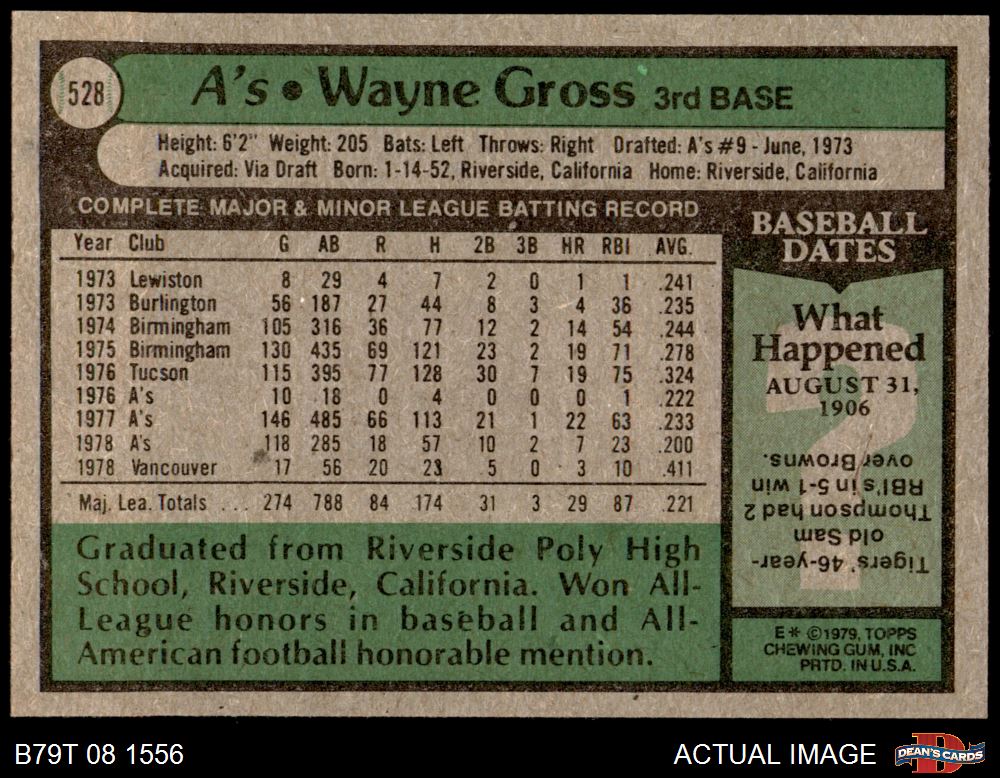 528
A's • Wayne Gross 3rd BASE
Height: 6'2" Weight: 205 Bats: Left Throws: Right Drafted: A's #9 - June, 1973
Acquired: Via Draft Born: 1-14-52, Riverside, California Home: Riverside, California
COMPLETE MAJOR & MINOR LEAGUE BATTING RECORD
Year Club G AB R H 2B 3B HR RBI AVG.
1973 Lewiston 8 29 4 7 2 0 1 1 .241
1973 Burlington 56 187 27 44 8 3 4 36 .235
1974 Birmingham 105 316 36 77 12 2 14 54 .244
1975 Birmingham 130 435 69 121 23 2 19 71 .278
1976 Tucson 115 395 77 128 30 7 19 75 .324
1976 A's 10 18 0 4 0 0 0 1 .222
1977 A's 146 485 66 113 21 1 22 63 .233
1978 A's 118 285 18 57 10 2 7 23 .200
1978 Vancouver 17 56 20 23 5 0 3 10 .411
Maj. Lea. Totals ... 274 788 84 174 31 3 29 87 .221
Graduated from Riverside Poly High
School, Riverside, California. Won All-
League honors in baseball and All-
American football honorable mention.
BASEBALL
DATES
What
Happened
AUGUST 31,
1906
Tigers' 46-year-
old Sam
Thompson had 2
RBI's in 5-1 win
over Browns.
E* ©1979, TOPPS
CHEWING GUM, INC
PRTD. IN U.S.A.
B79T 08 1556
ACTUAL IMAGE
DEAN'S CARDS